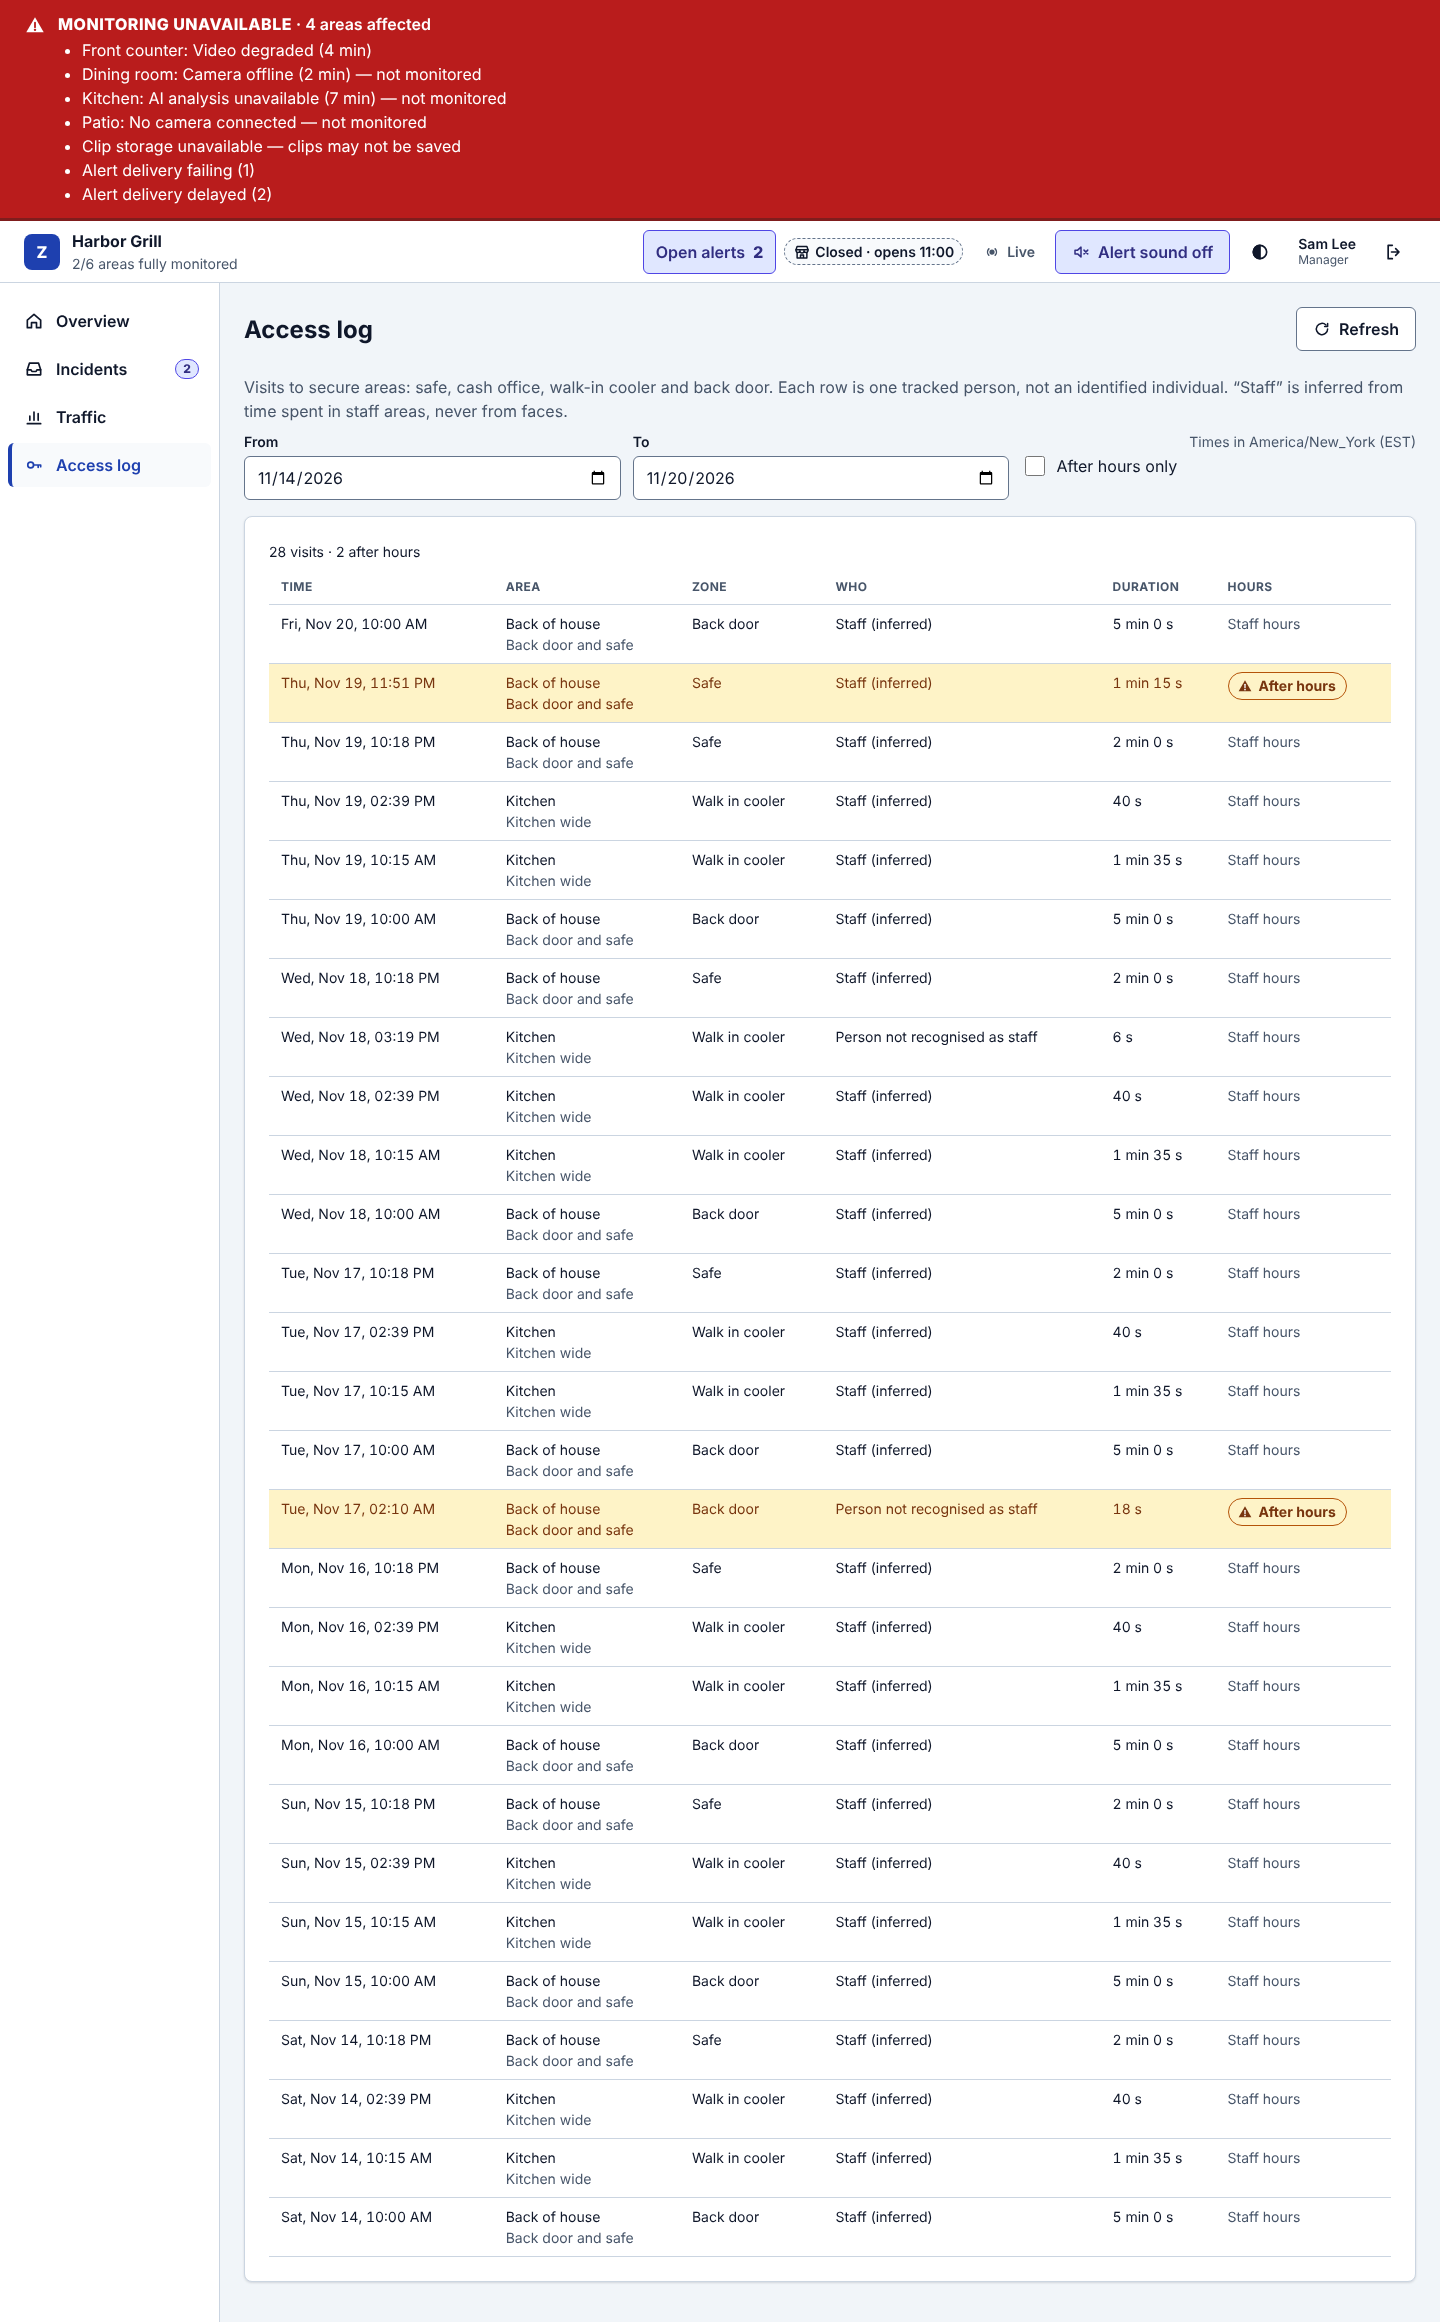 MONITORING UNAVAILABLE · 4 areas affected
• Front counter: Video degraded (4 min)
• Dining room: Camera offline (2 min) — not monitored
• Kitchen: AI analysis unavailable (7 min) — not monitored
• Patio: No camera connected — not monitored
• Clip storage unavailable — clips may not be saved
• Alert delivery failing (1)
• Alert delivery delayed (2)
Z
Harbor Grill
2/6 areas fully monitored
Open alerts 2
Closed · opens 11:00
Live
Alert sound off
Sam Lee
Manager
Overview
Incidents 2
Traffic
Access log
Access log
Refresh
Visits to secure areas: safe, cash office, walk-in cooler and back door. Each row is one tracked person, not an identified individual. “Staff” is inferred from
time spent in staff areas, never from faces.
From
To
Times in America/New_York (EST)
11/14/2026
11/20/2026
After hours only
28 visits · 2 after hours
TIME AREA ZONE WHO DURATION HOURS
Fri, Nov 20, 10:00 AM Back of house Back door Staff (inferred) 5 min 0 s Staff hours
Back door and safe
Thu, Nov 19, 11:51 PM Back of house Safe Staff (inferred) 1 min 15 s After hours
Back door and safe
Thu, Nov 19, 10:18 PM Back of house Safe Staff (inferred) 2 min 0 s Staff hours
Back door and safe
Thu, Nov 19, 02:39 PM Kitchen Walk in cooler Staff (inferred) 40 s Staff hours
Kitchen wide
Thu, Nov 19, 10:15 AM Kitchen Walk in cooler Staff (inferred) 1 min 35 s Staff hours
Kitchen wide
Thu, Nov 19, 10:00 AM Back of house Back door Staff (inferred) 5 min 0 s Staff hours
Back door and safe
Wed, Nov 18, 10:18 PM Back of house Safe Staff (inferred) 2 min 0 s Staff hours
Back door and safe
Wed, Nov 18, 03:19 PM Kitchen Walk in cooler Person not recognised as staff 6 s Staff hours
Kitchen wide
Wed, Nov 18, 02:39 PM Kitchen Walk in cooler Staff (inferred) 40 s Staff hours
Kitchen wide
Wed, Nov 18, 10:15 AM Kitchen Walk in cooler Staff (inferred) 1 min 35 s Staff hours
Kitchen wide
Wed, Nov 18, 10:00 AM Back of house Back door Staff (inferred) 5 min 0 s Staff hours
Back door and safe
Tue, Nov 17, 10:18 PM Back of house Safe Staff (inferred) 2 min 0 s Staff hours
Back door and safe
Tue, Nov 17, 02:39 PM Kitchen Walk in cooler Staff (inferred) 40 s Staff hours
Kitchen wide
Tue, Nov 17, 10:15 AM Kitchen Walk in cooler Staff (inferred) 1 min 35 s Staff hours
Kitchen wide
Tue, Nov 17, 10:00 AM Back of house Back door Staff (inferred) 5 min 0 s Staff hours
Back door and safe
Tue, Nov 17, 02:10 AM Back of house Back door Person not recognised as staff 18 s After hours
Back door and safe
Mon, Nov 16, 10:18 PM Back of house Safe Staff (inferred) 2 min 0 s Staff hours
Back door and safe
Mon, Nov 16, 02:39 PM Kitchen Walk in cooler Staff (inferred) 40 s Staff hours
Kitchen wide
Mon, Nov 16, 10:15 AM Kitchen Walk in cooler Staff (inferred) 1 min 35 s Staff hours
Kitchen wide
Mon, Nov 16, 10:00 AM Back of house Back door Staff (inferred) 5 min 0 s Staff hours
Back door and safe
Sun, Nov 15, 10:18 PM Back of house Safe Staff (inferred) 2 min 0 s Staff hours
Back door and safe
Sun, Nov 15, 02:39 PM Kitchen Walk in cooler Staff (inferred) 40 s Staff hours
Kitchen wide
Sun, Nov 15, 10:15 AM Kitchen Walk in cooler Staff (inferred) 1 min 35 s Staff hours
Kitchen wide
Sun, Nov 15, 10:00 AM Back of house Back door Staff (inferred) 5 min 0 s Staff hours
Back door and safe
Sat, Nov 14, 10:18 PM Back of house Safe Staff (inferred) 2 min 0 s Staff hours
Back door and safe
Sat, Nov 14, 02:39 PM Kitchen Walk in cooler Staff (inferred) 40 s Staff hours
Kitchen wide
Sat, Nov 14, 10:15 AM Kitchen Walk in cooler Staff (inferred) 1 min 35 s Staff hours
Kitchen wide
Sat, Nov 14, 10:00 AM Back of house Back door Staff (inferred) 5 min 0 s Staff hours
Back door and safe